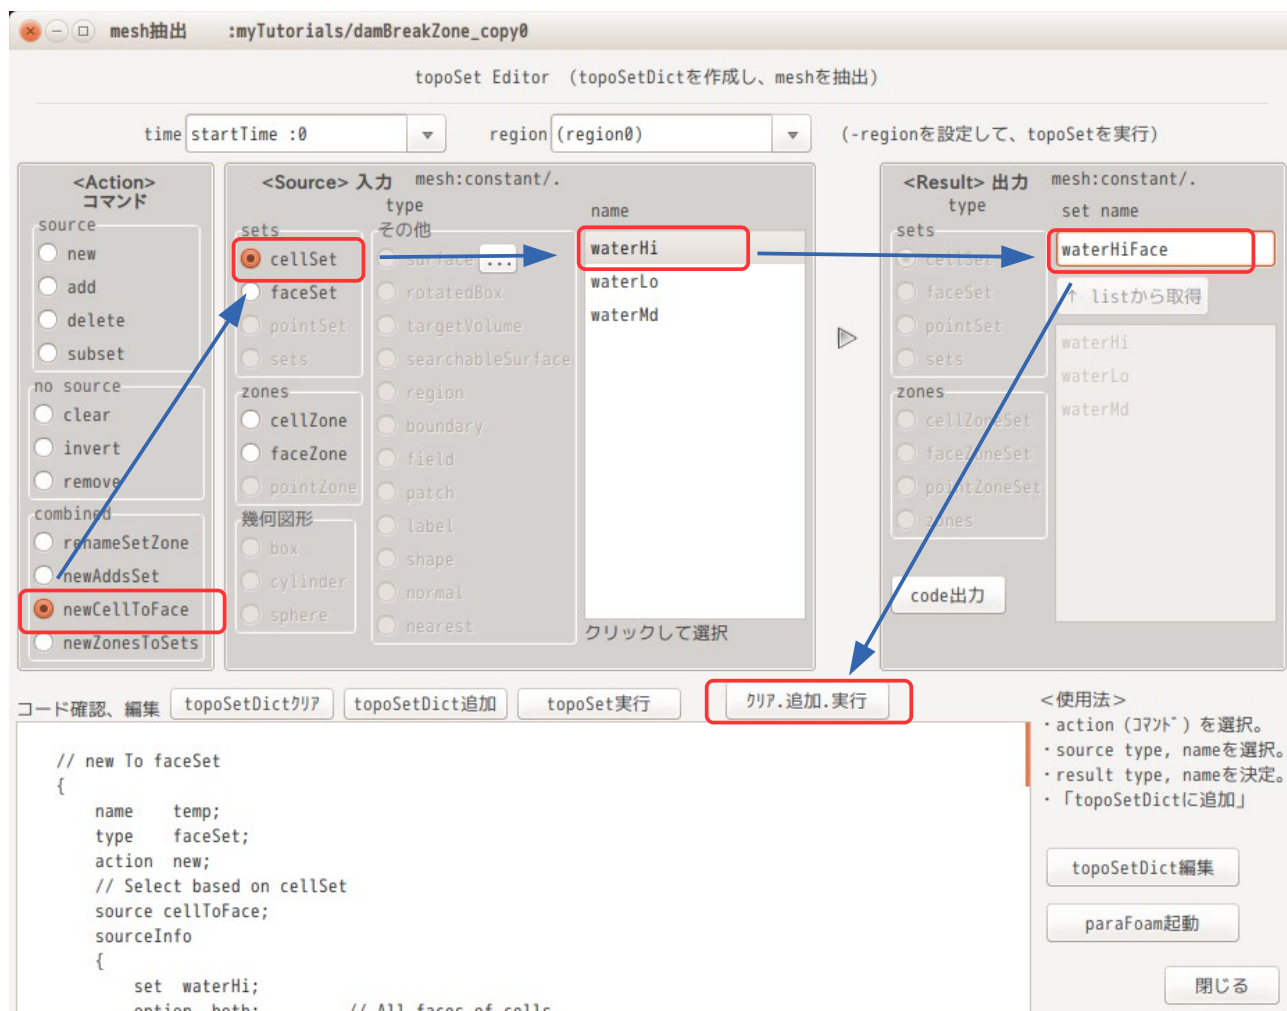 mesh抽出 :myTutorials/damBreakZone_copy0
topoSet Editor (topoSetDictを作成し、meshを抽出)
time startTime :0 region (region0) (-regionを設定して、topoSetを実行)
<Action>
コマンド
source
new
add
delete
subset
no source
clear
invert
remove
combined
renameSetZone
newAddsSet
newCellToFace
newZonesToSets
<Source> 入力 mesh:constant/.
type
sets
cellSet
faceSet
pointSet
sets
zones
cellZone
faceZone
pointZone
幾何図形
box
cylinder
sphere
その他
surface ...
rotatedBox
targetVolume
searchableSurface
region
boundary
field
patch
label
shape
normal
nearest
name
waterHi
waterLo
waterMd
クリックして選択
<Result> 出力 mesh:constant/.
type
sets
cellSet
faceSet
pointSet
sets
zones
cellZoneSet
faceZoneSet
pointZoneSet
zones
code出力
set name
waterHiFace
↑ listから取得
waterHi
waterLo
waterMd
コード確認、編集 topoSetDictクリア topoSetDict追加 topoSet実行 クリア.追加.実行
// new To faceSet
{
name temp;
type faceSet;
action new;
// Select based on cellSet
source cellToFace;
sourceInfo
{
set waterHi;
option both; // All faces of cells
<使用法>
・action (コマンド) を選択。
・source type, nameを選択。
・result type, nameを決定。
・「topoSetDictに追加」
topoSetDict編集
paraFoam起動
閉じる